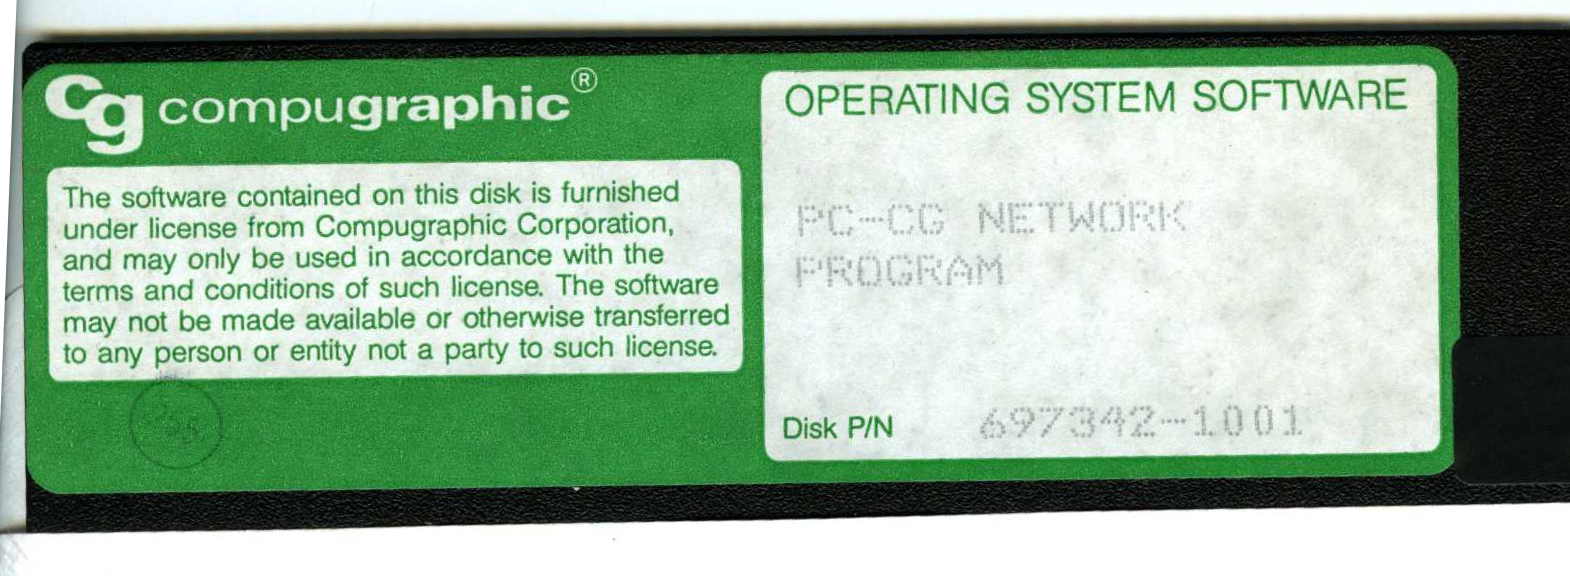 cg compugraphic®
The software contained on this disk is furnished
under license from Compugraphic Corporation,
and may only be used in accordance with the
terms and conditions of such license. The software
may not be made available or otherwise transferred
to any person or entity not a party to such license.
OPERATING SYSTEM SOFTWARE
PC-CG NETWORK
PROGRAM
Disk P/N 697342-1001